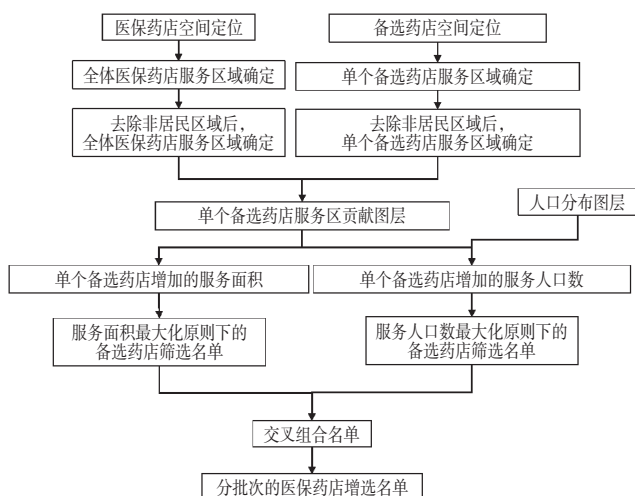 医保药店空间定位
备选药店空间定位
全体医保药店服务区域确定
单个备选药店服务区域确定
去除非居民区域后，
全体医保药店服务区域确定
去除非居民区域后，
单个备选药店服务区域确定
单个备选药店服务区贡献图层
人口分布图层
单个备选药店增加的服务面积
单个备选药店增加的服务人口数
服务面积最大化原则下的
备选药店筛选名单
服务人口数最大化原则下的
备选药店筛选名单
交叉组合名单
分批次的医保药店增选名单